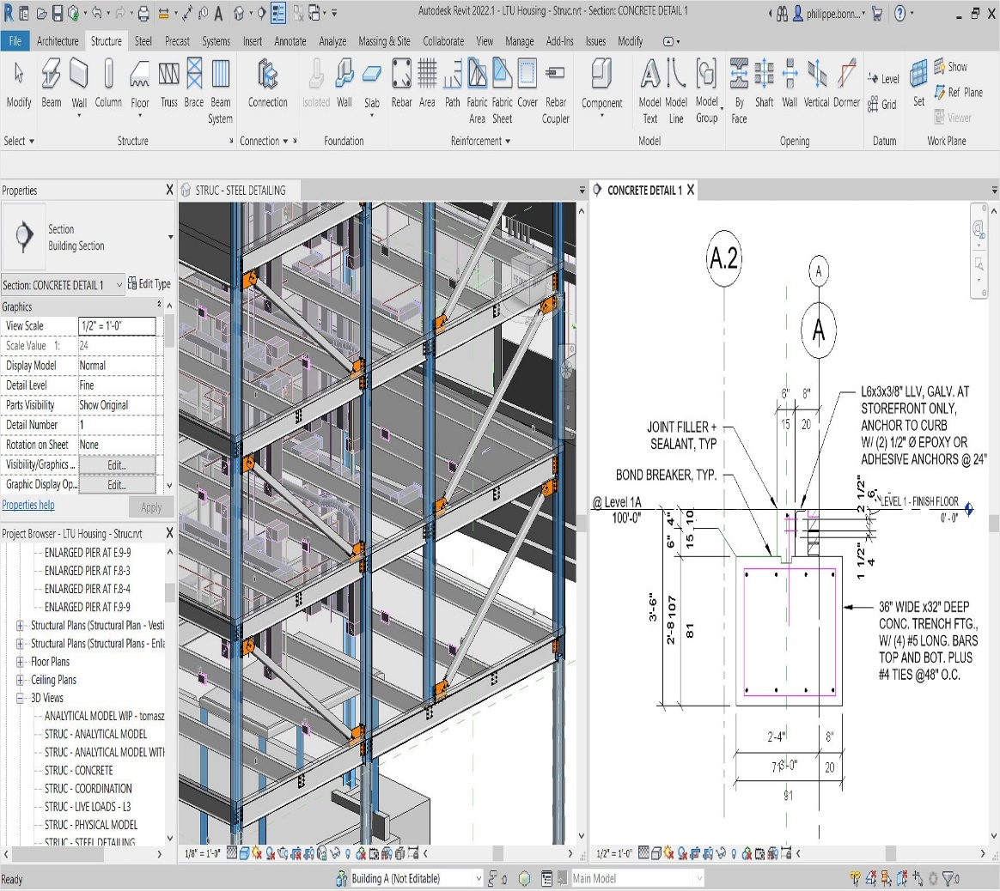 Autodesk Revit 2022.1 - LTU Housing - Struc.rvt - Section: CONCRETE DETAIL 1
philippe.bonn...
File Architecture Structure Steel Precast Systems Insert Annotate Analyze Massing & Site Collaborate View Manage Add-Ins Issues Modify
Modify Beam Wall Column Floor Truss Brace Beam System Connection Isolated Wall Slab Rebar Area Path Fabric Area Fabric Sheet Cover Rebar Coupler Component Model Text Model Line Model Group By Face Shaft Wall Vertical Dormer Level Grid Set Show Ref Plane Viewer
Select Structure Connection Foundation Reinforcement Model Opening Datum Work Plane
Properties
Section
Building Section
Section: CONCRETE DETAIL 1 Edit Type
Graphics
View Scale 1/2" = 1'-0"
Scale Value 1: 24
Display Model Normal
Detail Level Fine
Parts Visibility Show Original
Detail Number 1
Rotation on Sheet None
Visibility/Graphics ... Edit...
Graphic Display Op... Edit...
Properties help Apply
Project Browser - LTU Housing - Struc.rvt
ENLARGED PIER AT E.9-9
ENLARGED PIER AT F.8-3
ENLARGED PIER AT F.8-4
ENLARGED PIER AT F.9-9
Structural Plans (Structural Plan - Vesti
Structural Plans (Structural Plans - Enla
Floor Plans
Ceiling Plans
3D Views
ANALYTICAL MODEL WIP - tomasz
STRUC - ANALYTICAL MODEL
STRUC - ANALYTICAL MODEL WITH
STRUC - CONCRETE
STRUC - COORDINATION
STRUC - LIVE LOADS - L3
STRUC - PHYSICAL MODEL
STRUC - STEEL DETAILING
STRUC - STEEL DETAILING
1/8" = 1'-0"
CONCRETE DETAIL 1
A.2
A
A
6" 8"
15 20
L6x3x3/8" LLV, GALV. AT
STOREFRONT ONLY,
ANCHOR TO CURB
W/ (2) 1/2" Ø EPOXY OR
ADHESIVE ANCHORS @ 24"
JOINT FILLER +
SEALANT, TYP
BOND BREAKER, TYP.
@ Level 1A
100'-0"
4" 10
6" 15
2 1/2"
6
LEVEL 1 - FINISH FLOOR
0' - 0"
1 1/2"
4
3'-6"
2'-8 107
81
36" WIDE x32" DEEP
CONC. TRENCH FTG.,
W/ (4) #5 LONG. BARS
TOP AND BOT. PLUS
#4 TIES @48" O.C.
2'-4" 8"
71 3'-0" 20
91
1/2" = 1'-0"
Ready
Building A (Not Editable)
:0
Main Model
:0